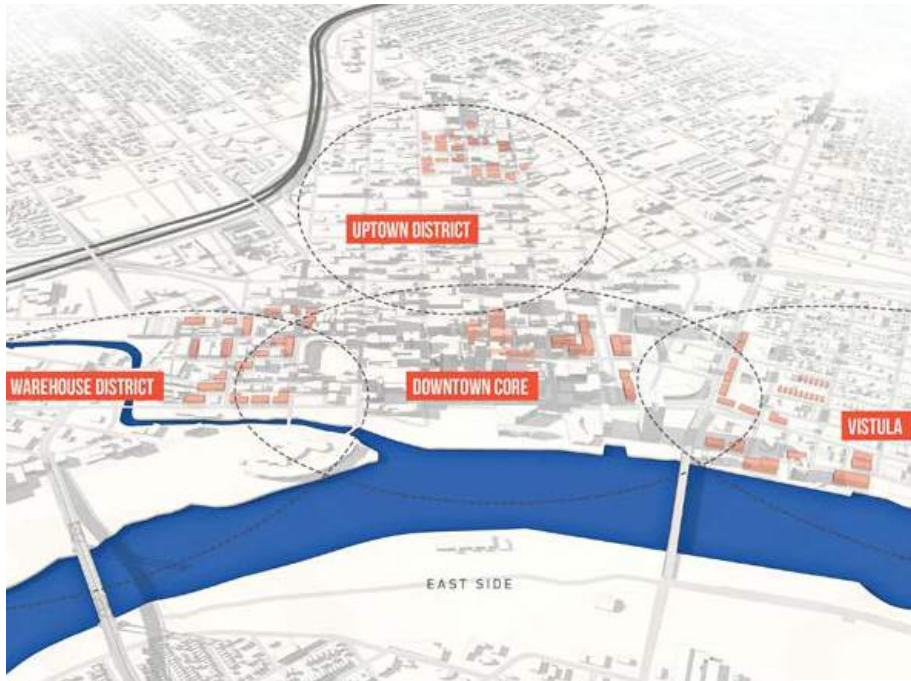 UPTOWN DISTRICT
WAREHOUSE DISTRICT
DOWNTOWN CORE
VISTULA
EAST SIDE